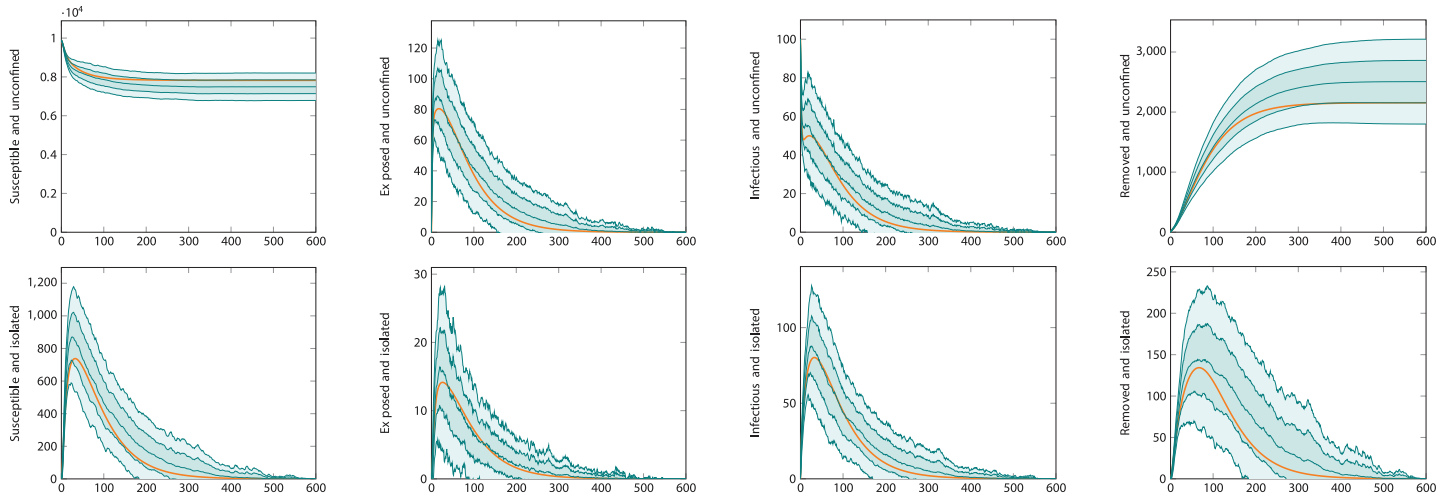 ·10⁴
Susceptible and unconfined
1
0.8
0.6
0.4
0.2
0
0 100 200 300 400 500 600
Ex posed and unconfined
120
100
80
60
40
20
0
0 100 200 300 400 500 600
Infectious and unconfined
100
80
60
40
20
0
0 100 200 300 400 500 600
Removed and unconfined
3,000
2,000
1,000
0
0 100 200 300 400 500 600
Susceptible and isolated
1,200
1,000
800
600
400
200
0
0 100 200 300 400 500 600
Ex posed and isolated
30
20
10
0
0 100 200 300 400 500 600
Infectious and isolated
100
50
0
0 100 200 300 400 500 600
Removed and isolated
250
200
150
100
50
0
0 100 200 300 400 500 600